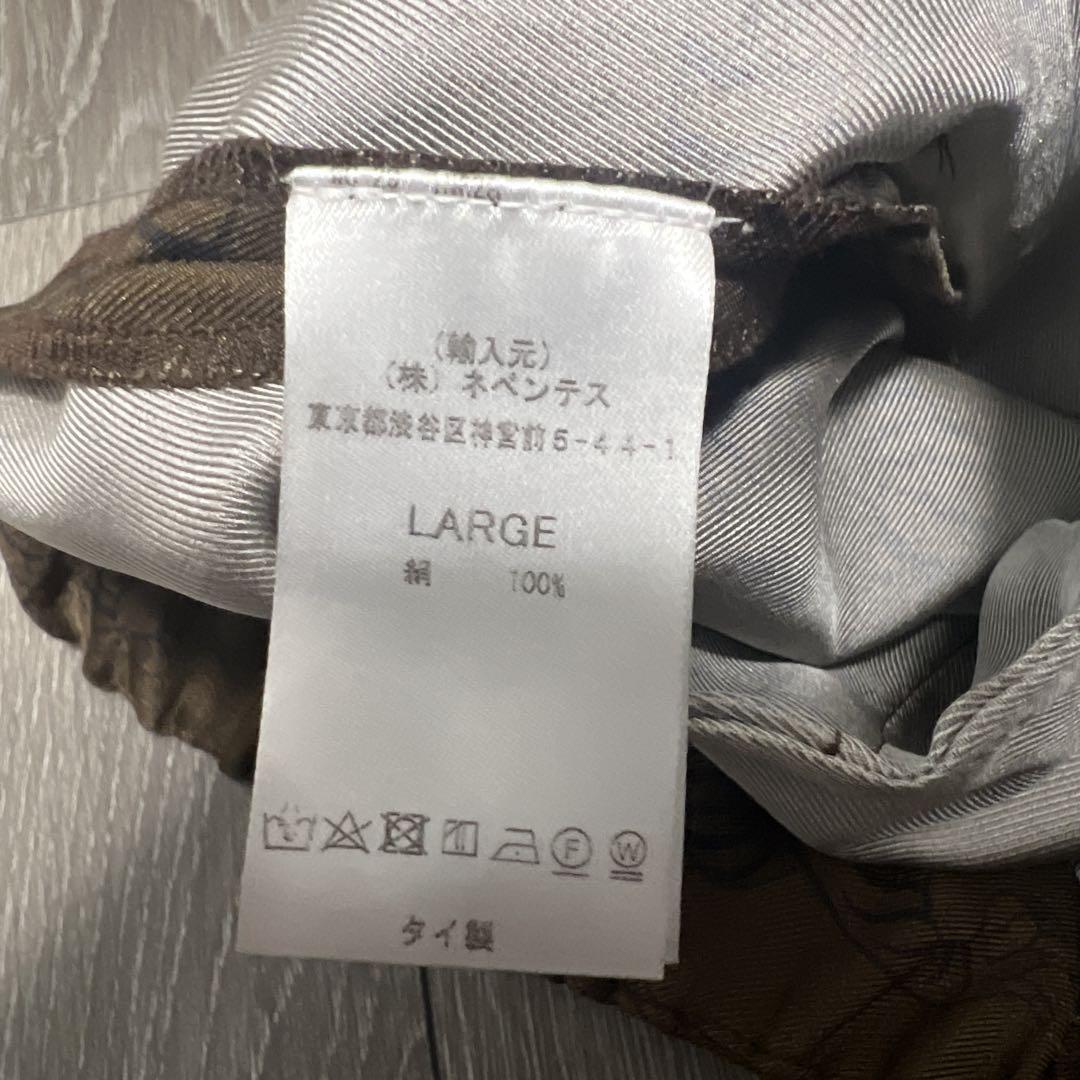 (輸入元)
(株) ネペンテス
東京都渋谷区神宮前5-44-1
LARGE
絹 100%
F W
タイ製